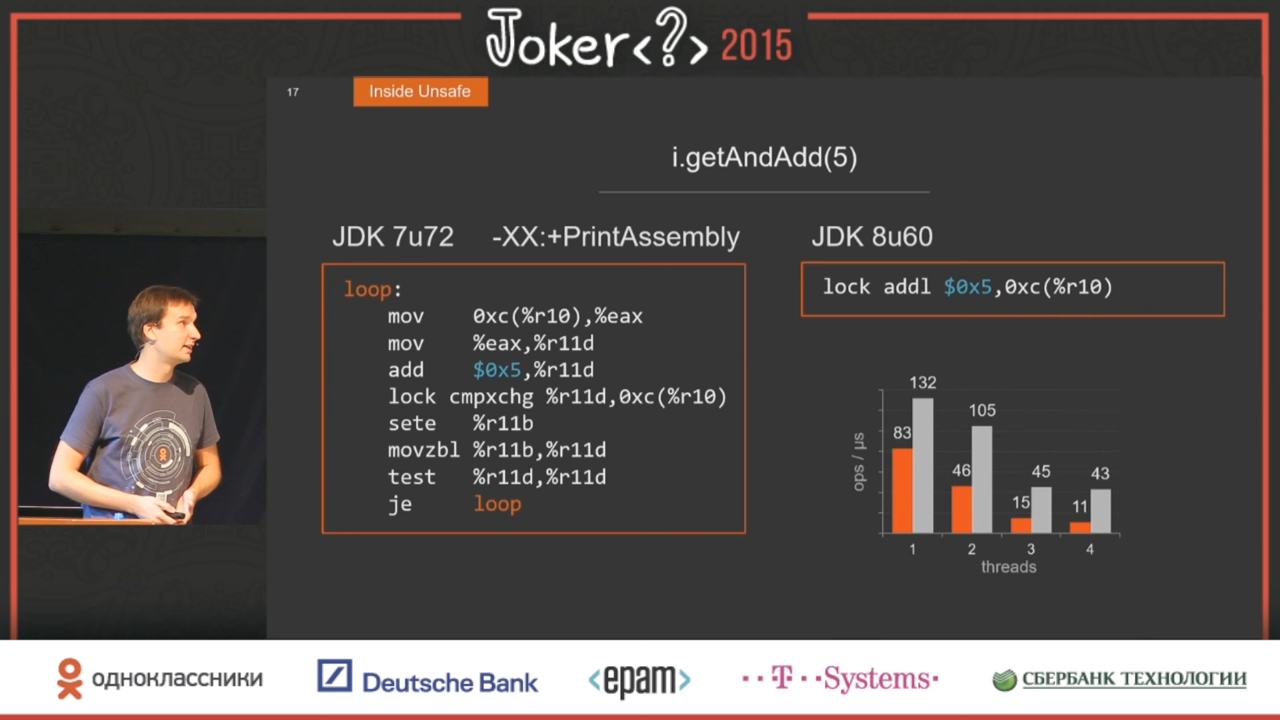 Joker<?> 2015
17
Inside Unsafe
i.getAndAdd(5)
JDK 7u72 -XX:+PrintAssembly
loop:
mov 0xc(%r10),%eax
mov %eax,%r11d
add $0x5,%r11d
lock cmpxchg %r11d,0xc(%r10)
sete %r11b
movzbl %r11b,%r11d
test %r11d,%r11d
je loop
JDK 8u60
lock addl $0x5,0xc(%r10)
ops / µs
83 132
46 105
15 45
11 43
1 2 3 4
threads
одноклассники
Deutsche Bank
<epam>
T Systems
СБЕРБАНК ТЕХНОЛОГИИ